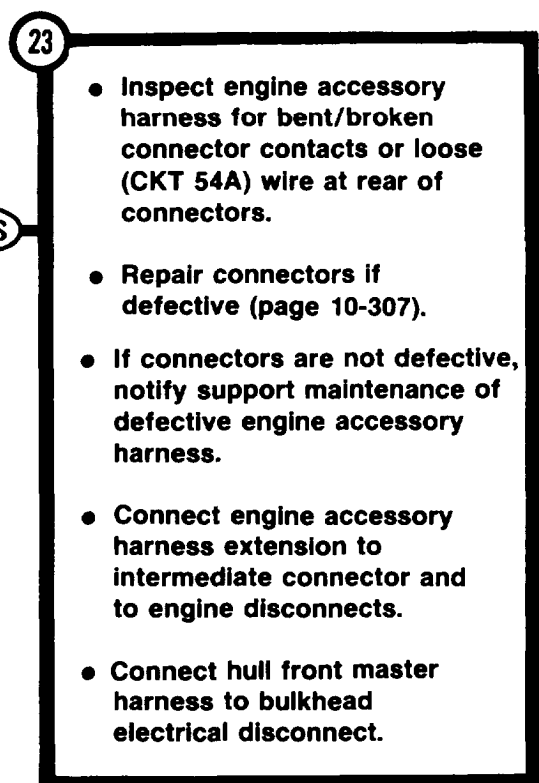 23
• Inspect engine accessory
harness for bent/broken
connector contacts or loose
(CKT 54A) wire at rear of
connectors.
• Repair connectors if
defective (page 10-307).
• If connectors are not defective,
notify support maintenance of
defective engine accessory
harness.
• Connect engine accessory
harness extension to
intermediate connector and
to engine disconnects.
• Connect hull front master
harness to bulkhead
electrical disconnect.